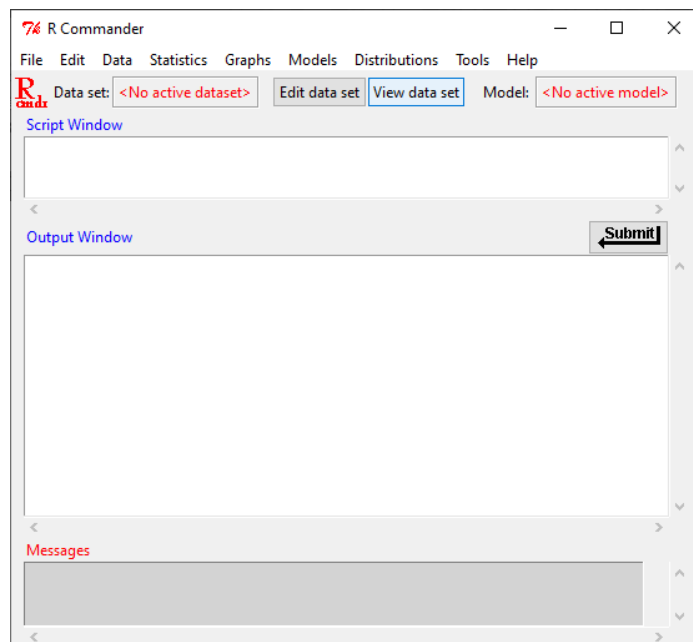 R Commander
File Edit Data Statistics Graphs Models Distributions Tools Help
R cmdr Data set: <No active dataset> Edit data set View data set Model: <No active model>
Script Window
Output Window Submit
Messages